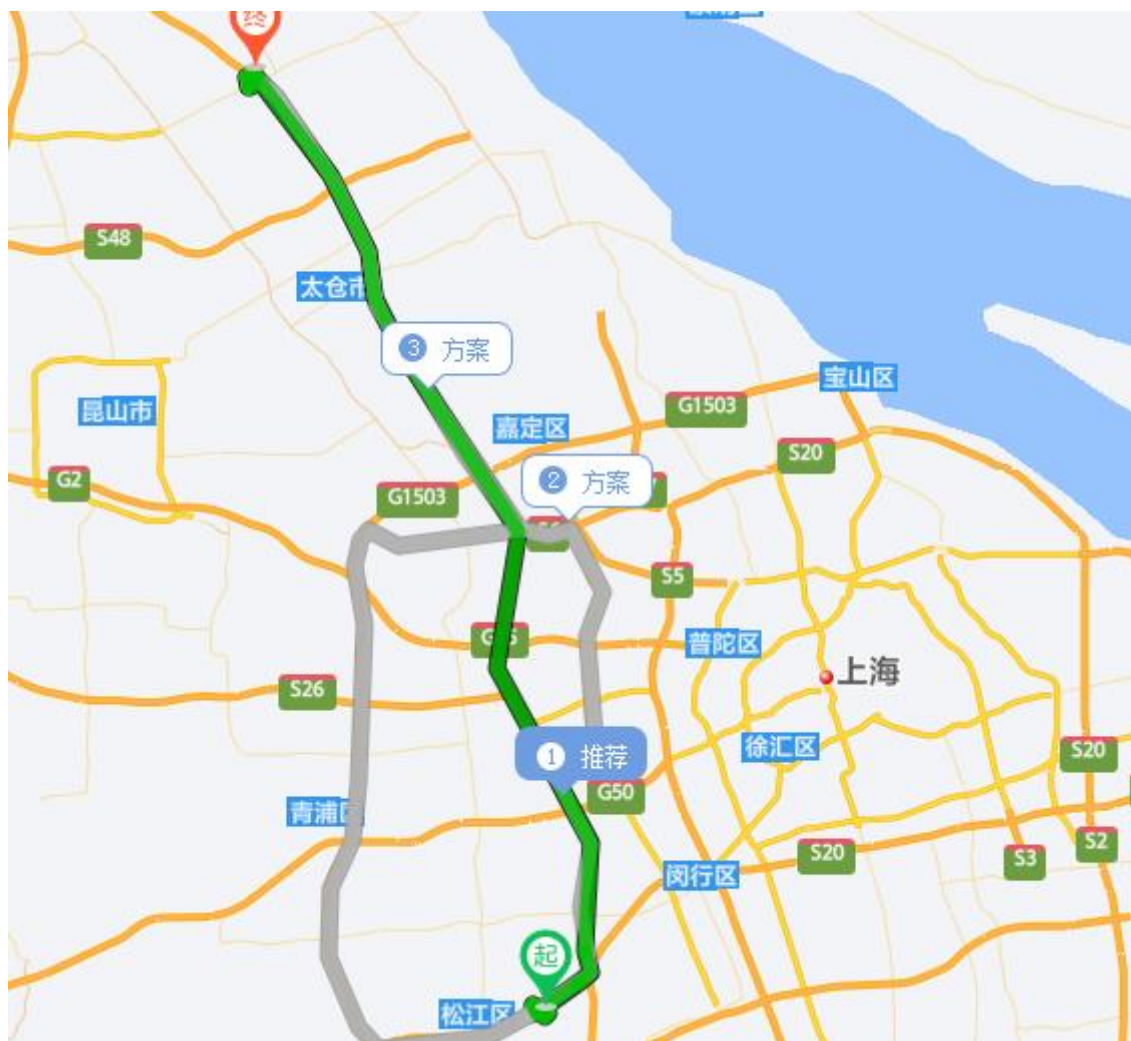 终
S48
太仓市
3 方案
宝山区
昆山市
G1503
嘉定区
S20
G2
2 方案
G1503
S5
普陀区
上海
S26
徐汇区
1 推荐
S20
G50
青浦区
S2
S20
S3
闵行区
起
松江区